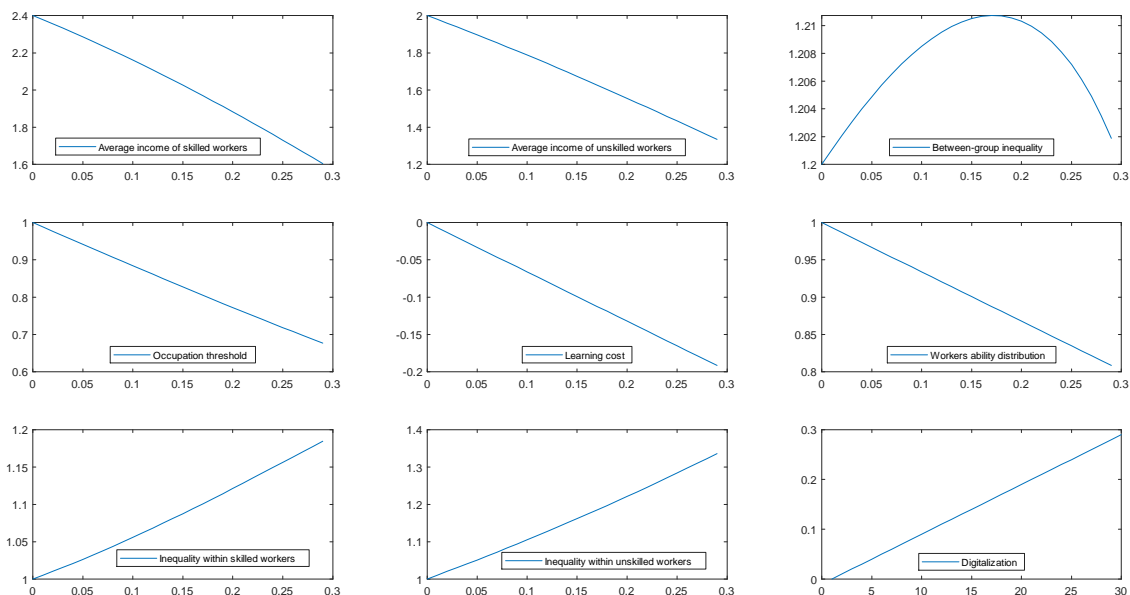 2.4
2.2
2
1.8
1.6
0 0.05 0.1 0.15 0.2 0.25 0.3
Average income of skilled workers
2
1.8
1.6
1.4
1.2
0 0.05 0.1 0.15 0.2 0.25 0.3
Average income of unskilled workers
1.21
1.208
1.206
1.204
1.202
1.2
0 0.05 0.1 0.15 0.2 0.25 0.3
Between-group inequality
1
0.9
0.8
0.7
0.6
0 0.05 0.1 0.15 0.2 0.25 0.3
Occupation threshold
0
-0.05
-0.1
-0.15
-0.2
0 0.05 0.1 0.15 0.2 0.25 0.3
Learning cost
1
0.95
0.9
0.85
0.8
0 0.05 0.1 0.15 0.2 0.25 0.3
Workers ability distribution
1.2
1.15
1.1
1.05
1
0 0.05 0.1 0.15 0.2 0.25 0.3
Inequality within skilled workers
1.4
1.3
1.2
1.1
1
0 0.05 0.1 0.15 0.2 0.25 0.3
Inequality within unskilled workers
0.3
0.2
0.1
0
0 5 10 15 20 25 30
Digitalization